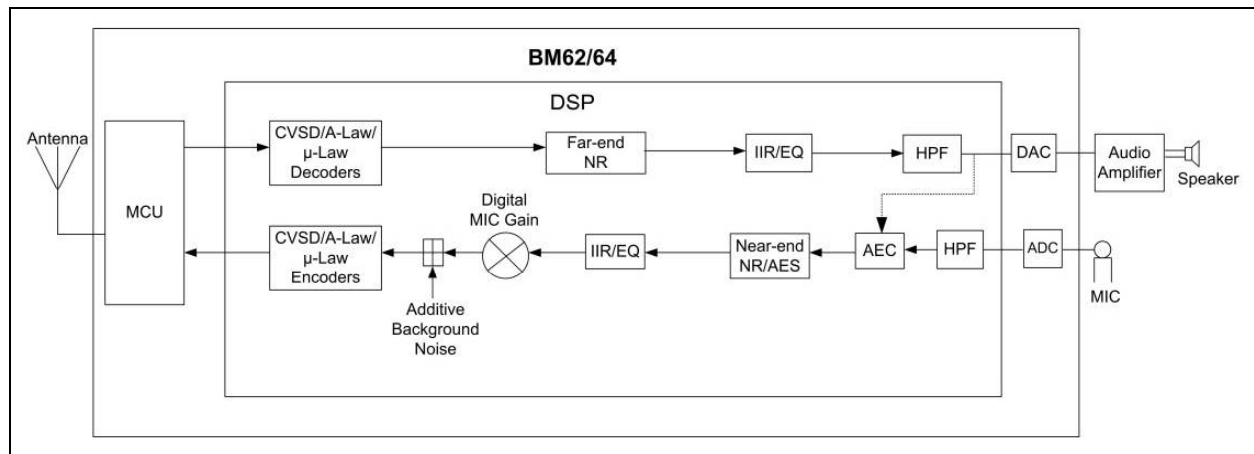 BM62/64
DSP
Antenna
MCU
CVSD/A-Law/
µ-Law
Decoders
Far-end
NR
IIR/EQ
HPF
DAC
Audio
Amplifier
Speaker
CVSD/A-Law/
µ-Law
Encoders
Digital
MIC Gain
Additive
Background
Noise
IIR/EQ
Near-end
NR/AES
AEC
HPF
ADC
MIC